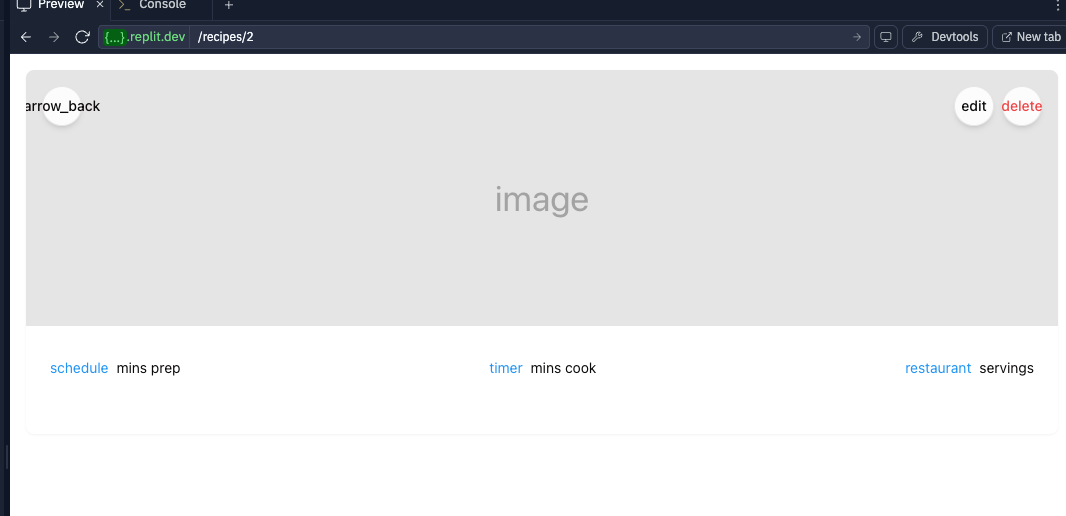 Preview × >_ Console +
{...}.replit.dev /recipes/2 Devtools New tab
arrow_back edit delete
image
schedule mins prep timer mins cook restaurant servings